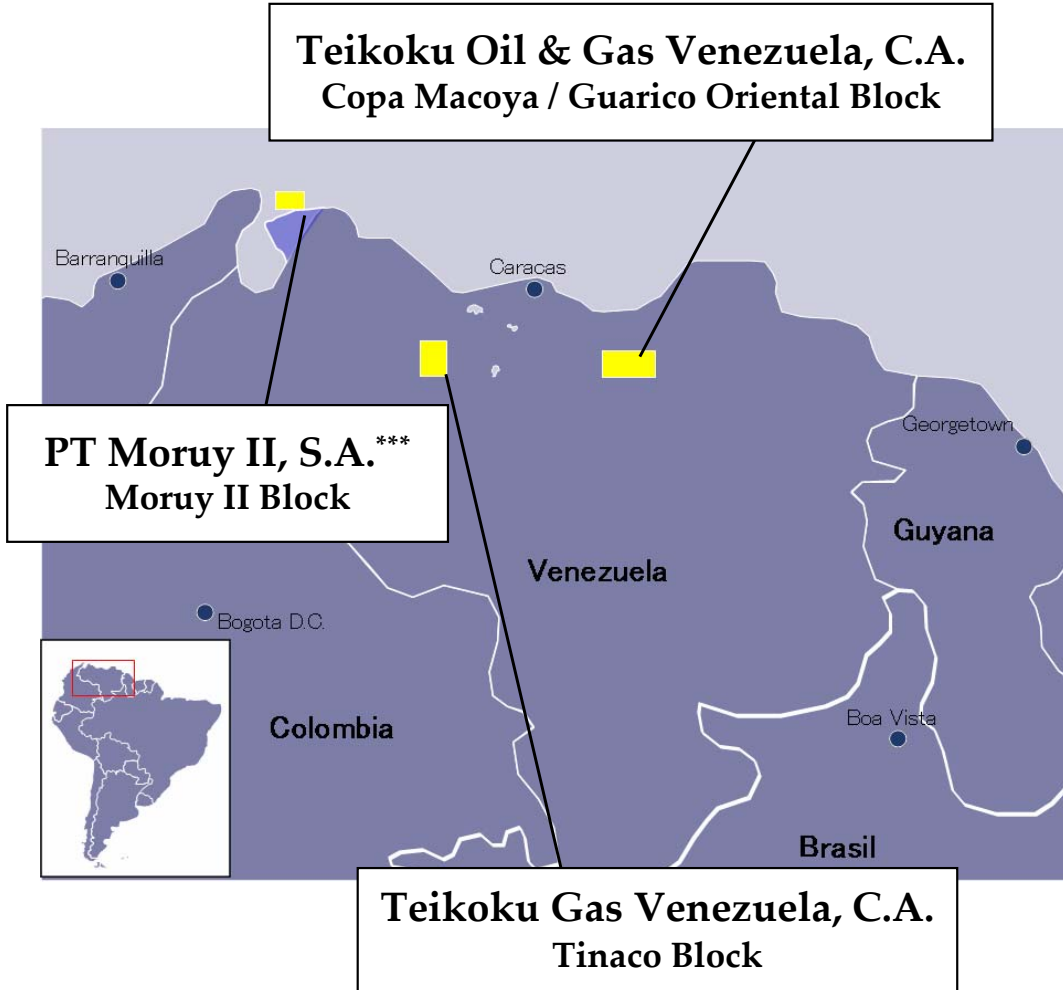 Teikoku Oil & Gas Venezuela, C.A.
Copa Macoya / Guarico Oriental Block
Barranquilla
Caracas
PT Moruy II, S.A.***
Moruy II Block
Georgetown
Guyana
Venezuela
Bogota D.C.
Colombia
Boa Vista
Brasil
Teikoku Gas Venezuela, C.A.
Tinaco Block